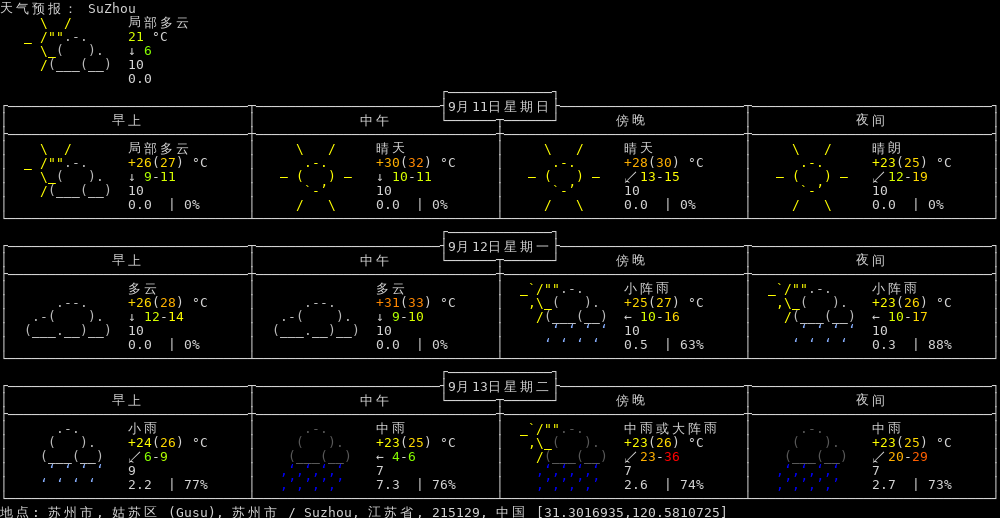 天气预报: SuZhou
局部多云
21 °C
↓ 6
10
0.0
9月11日星期日
早上 中午 傍晚 夜间
局部多云 晴天 晴天 晴朗
+26(27) °C +30(32) °C +28(30) °C +23(25) °C
↓ 9-11 ↓ 10-11 ↙ 13-15 ↙ 12-19
10 10 10 10
0.0 | 0% 0.0 | 0% 0.0 | 0% 0.0 | 0%
9月12日星期一
早上 中午 傍晚 夜间
多云 多云 小阵雨 小阵雨
+26(28) °C +31(33) °C +25(27) °C +23(26) °C
↓ 12-14 ↓ 9-10 ← 10-16 ← 10-17
10 10 10 10
0.0 | 0% 0.0 | 0% 0.5 | 63% 0.3 | 88%
9月13日星期二
早上 中午 傍晚 夜间
小雨 中雨 中雨或大阵雨 中雨
+24(26) °C +23(25) °C +23(26) °C +23(25) °C
↙ 6-9 ← 4-6 ↙ 23-36 ↙ 20-29
9 7 7 7
2.2 | 77% 7.3 | 76% 2.6 | 74% 2.7 | 73%
地点: 苏州市, 姑苏区 (Gusu), 苏州市 / Suzhou, 江苏省, 215129, 中国 [31.3016935,120.5810725]